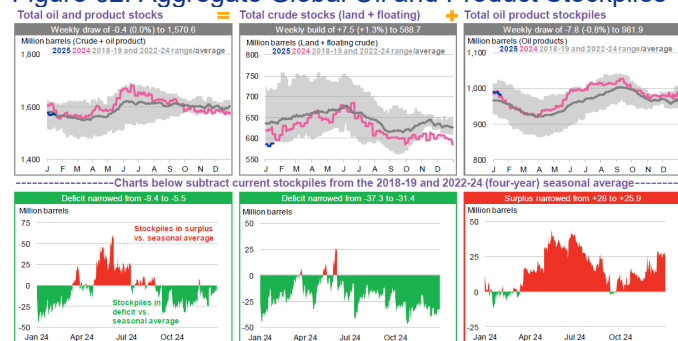 Figure 32: Aggregate Global Oil and Product Stockpiles
Total oil and product stocks
=
Total crude stocks (land + floating)
+
Total oil product stockpiles
Weekly draw of -0.4 (0.0%) to 1,570.6
Weekly build of +7.5 (+1.3%) to 588.7
Weekly draw of -7.8 (-0.8%) to 981.9
Million barrels (Crude + oil product)
2025 2024 2018-19 and 2022-24 range/average
1,800
1,600
1,400
J F M A M J J A S O N D
Million barrels (Land + floating crude)
2025 2024 2018-19 and 2022-24 range/average
800
750
700
650
600
550
J F M A M J J A S O N D
Million barrels (Oil products)
2025 2024 2018-19 and 2022-24 range/average
1,100
1,000
900
800
J F M A M J J A S O N D
Charts below subtract current stockpiles from the 2018-19 and 2022-24 (four-year) seasonal average
Deficit narrowed from -9.4 to -5.5
Million barrels
75
50
25
0
-25
-50
Stockpiles in surplus
vs. seasonal average
Stockpiles in
deficit vs.
seasonal average
Jan 24 Apr 24 Jul 24 Oct 24
Deficit narrowed from -37.3 to -31.4
Million barrels
50
25
0
-25
-50
Jan 24 Apr 24 Jul 24 Oct 24
Surplus narrowed from +28 to +25.9
Million barrels
50
25
0
-25
Jan 24 Apr 24 Jul 24 Oct 24